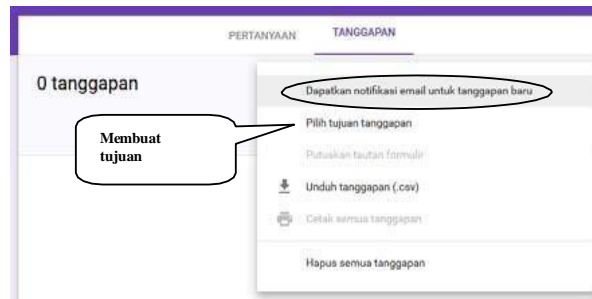 PERTANYAAN TANGGAPAN
0 tanggapan
Dapatkan notifikasi email untuk tanggapan baru
Membuat
tujuan
Pilih tujuan tanggapan
Putuskan tautan formulir
Unduh tanggapan (.csv)
Cetak semua tanggapan
Hapus semua tanggapan